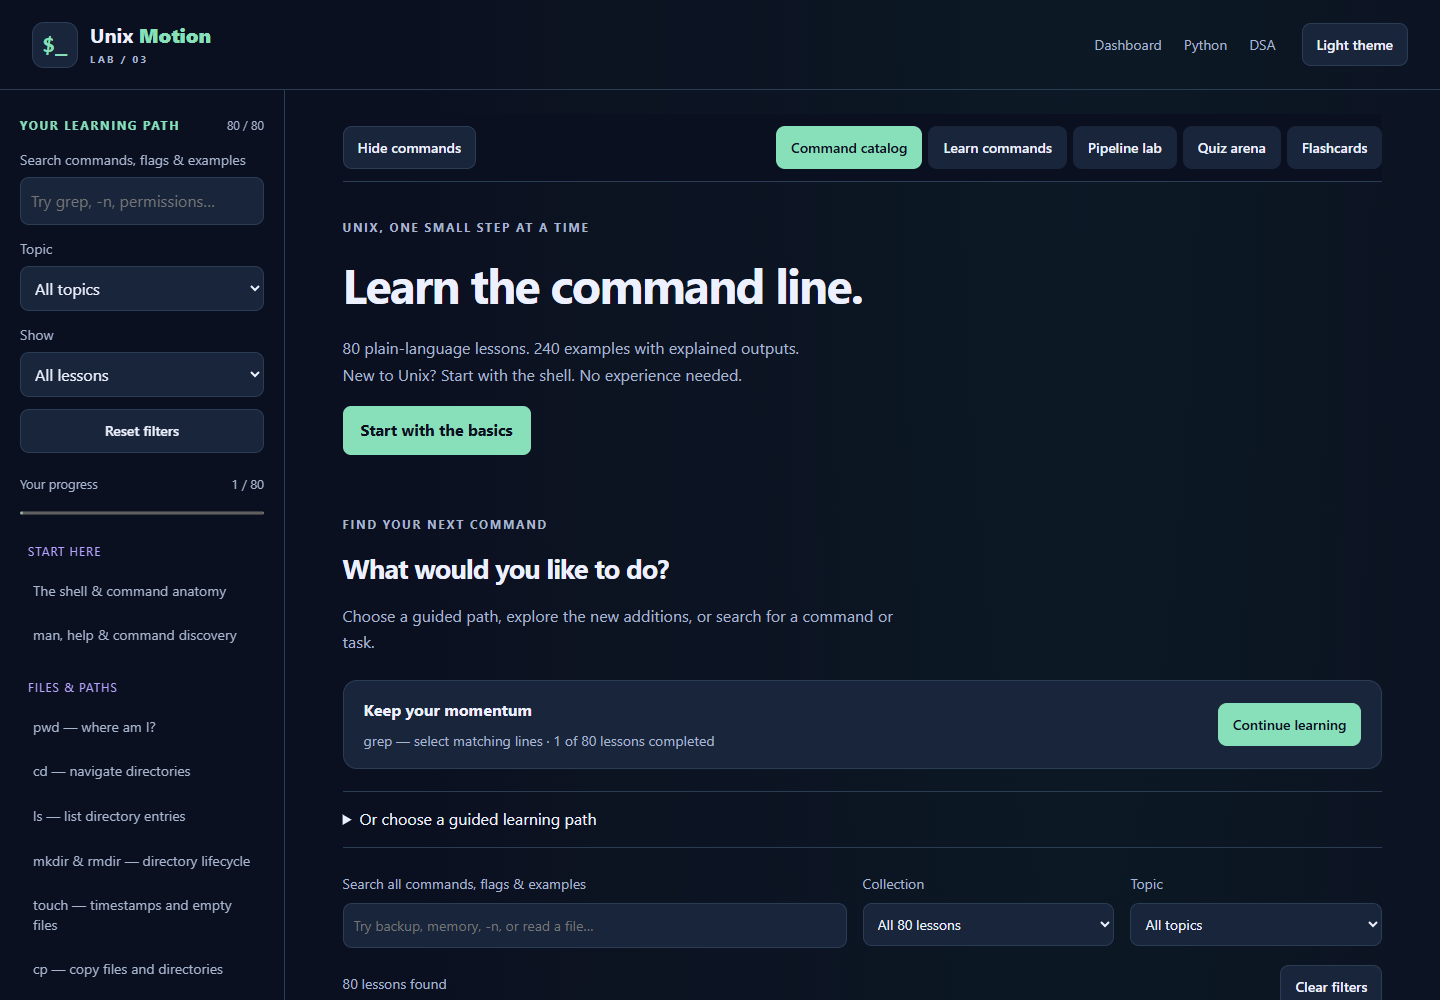 $_
Unix Motion
LAB / 03
Dashboard
Python
DSA
Light theme
YOUR LEARNING PATH
80 / 80
Search commands, flags & examples
Try grep, -n, permissions...
Topic
All topics
Show
All lessons
Reset filters
Your progress
1 / 80
START HERE
The shell & command anatomy
man, help & command discovery
FILES & PATHS
pwd — where am I?
cd — navigate directories
ls — list directory entries
mkdir & rmdir — directory lifecycle
touch — timestamps and empty
files
cp — copy files and directories
Hide commands
Command catalog
Learn commands
Pipeline lab
Quiz arena
Flashcards
UNIX, ONE SMALL STEP AT A TIME
Learn the command line.
80 plain-language lessons. 240 examples with explained outputs.
New to Unix? Start with the shell. No experience needed.
Start with the basics
FIND YOUR NEXT COMMAND
What would you like to do?
Choose a guided path, explore the new additions, or search for a command or
task.
Keep your momentum
grep — select matching lines · 1 of 80 lessons completed
Continue learning
Or choose a guided learning path
Search all commands, flags & examples
Try backup, memory, -n, or read a file...
Collection
All 80 lessons
Topic
All topics
80 lessons found
Clear filters